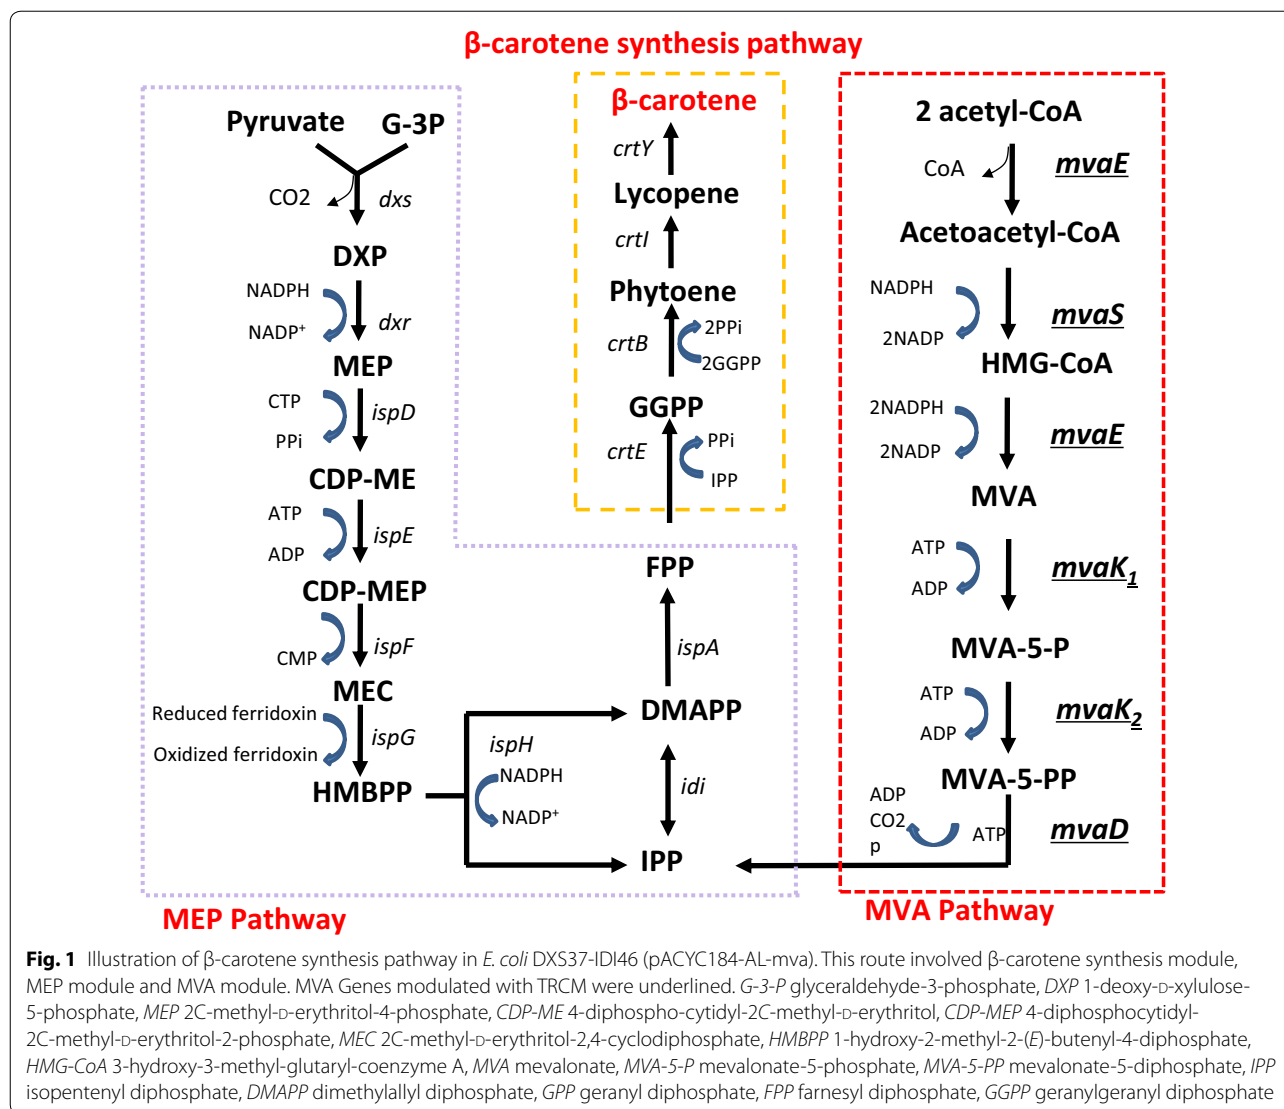 β-carotene synthesis pathway
Pyruvate
G-3P
CO2
dxs
DXP
NADPH
NADP+
dxr
MEP
CTP
PPi
ispD
CDP-ME
ATP
ADP
ispE
CDP-MEP
CMP
ispF
MEC
Reduced ferridoxin
Oxidized ferridoxin
ispG
HMBPP
ispH
NADPH
NADP+
DMAPP
idi
IPP
ispA
FPP
MEP Pathway
β-carotene
crtY
Lycopene
crtI
Phytoene
crtB
2PPi
2GGPP
GGPP
crtE
PPi
IPP
2 acetyl-CoA
CoA
mvaE
Acetoacetyl-CoA
NADPH
2NADP
mvaS
HMG-CoA
2NADPH
2NADP
mvaE
MVA
ATP
ADP
mvaK1
MVA-5-P
ATP
ADP
mvaK2
MVA-5-PP
ADP
CO2
p
ATP
mvaD
MVA Pathway
Fig. 1 Illustration of β-carotene synthesis pathway in E. coli DXS37-IDI46 (pACYC184-AL-mva). This route involved β-carotene synthesis module,
MEP module and MVA module. MVA Genes modulated with TRCM were underlined. G-3-P glyceraldehyde-3-phosphate, DXP 1-deoxy-D-xylulose-
5-phosphate, MEP 2C-methyl-D-erythritol-4-phosphate, CDP-ME 4-diphospho-cytidyl-2C-methyl-D-erythritol, CDP-MEP 4-diphosphocytidyl-
2C-methyl-D-erythritol-2-phosphate, MEC 2C-methyl-D-erythritol-2,4-cyclodiphosphate, HMBPP 1-hydroxy-2-methyl-2-(E)-butenyl-4-diphosphate,
HMG-CoA 3-hydroxy-3-methyl-glutaryl-coenzyme A, MVA mevalonate, MVA-5-P mevalonate-5-phosphate, MVA-5-PP mevalonate-5-diphosphate, IPP
isopentenyl diphosphate, DMAPP dimethylallyl diphosphate, GPP geranyl diphosphate, FPP farnesyl diphosphate, GGPP geranylgeranyl diphosphate